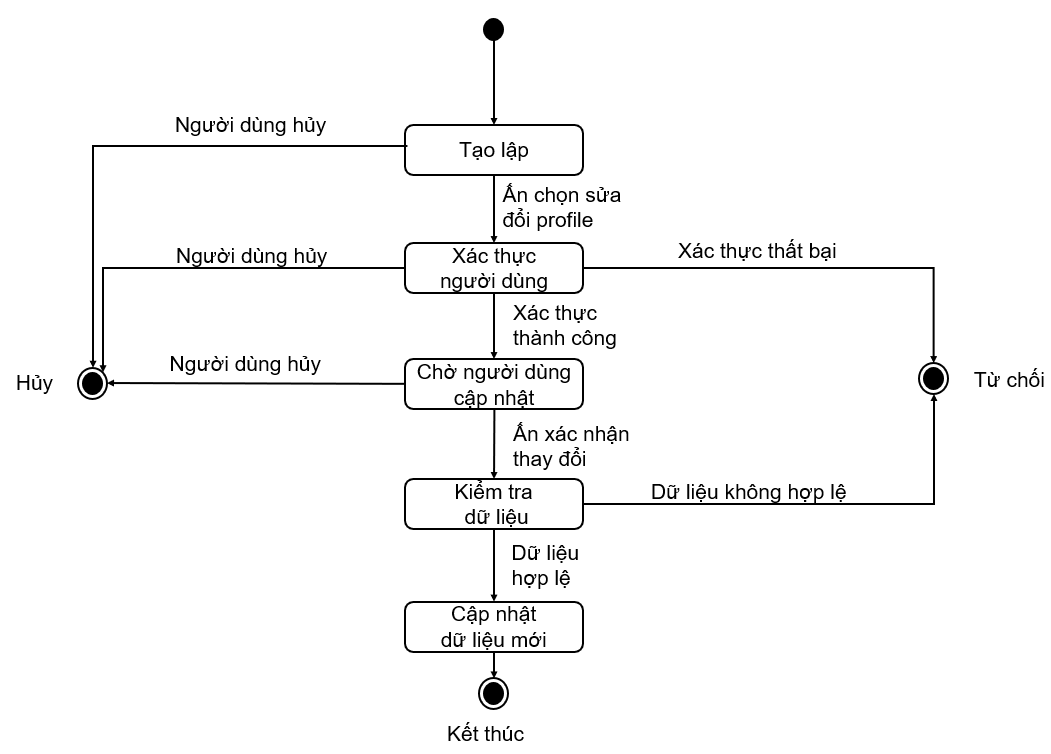 Người dùng hủy
Tạo lập
Ấn chọn sửa
đổi profile
Người dùng hủy
Xác thực
người dùng
Xác thực thất bại
Xác thực
thành công
Người dùng hủy
Chờ người dùng
cập nhật
Hủy
Từ chối
Ấn xác nhận
thay đổi
Kiểm tra
dữ liệu
Dữ liệu không hợp lệ
Dữ liệu
hợp lệ
Cập nhật
dữ liệu mới
Kết thúc